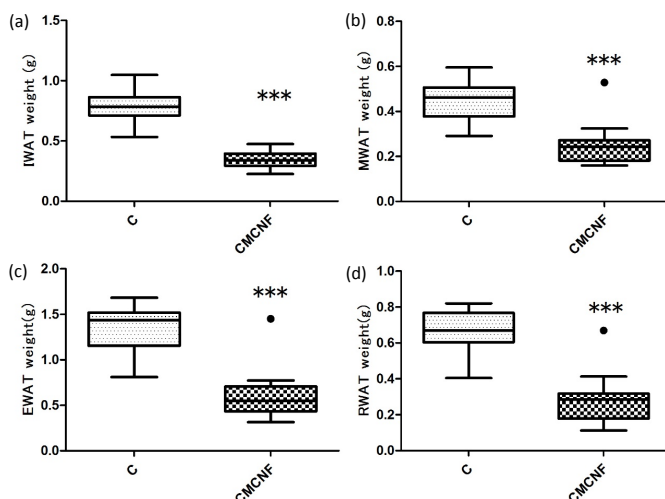 (a)
IWAT weight (g)
1.5
1.0
0.5
0.0
***
C
CMCNF
(b)
MWAT weight (g)
0.8
0.6
0.4
0.2
0.0
***
C
CMCNF
(c)
EWAT weight(g)
2.0
1.5
1.0
0.5
0.0
***
C
CMCNF
(d)
RWAT weight(g)
1.0
0.8
0.6
0.4
0.2
0.0
***
C
CMCNF